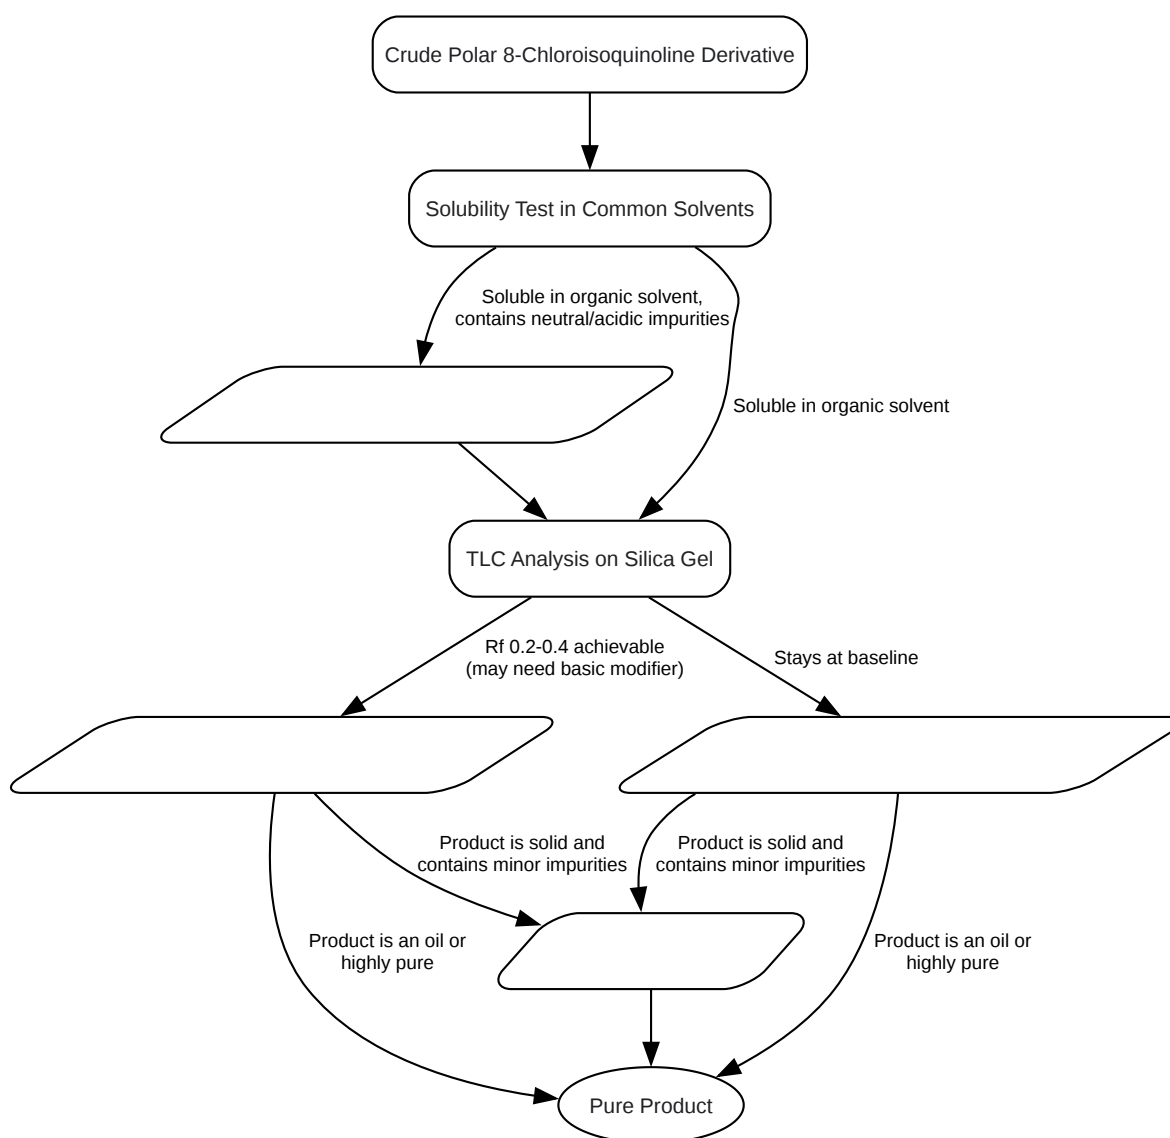 Crude Polar 8-Chloroisoquinoline Derivative
Solubility Test in Common Solvents
Soluble in organic solvent,
contains neutral/acidic impurities
Soluble in organic solvent
TLC Analysis on Silica Gel
Rf 0.2-0.4 achievable
(may need basic modifier)
Stays at baseline
Product is solid and
contains minor impurities
Product is solid and
contains minor impurities
Product is an oil or
highly pure
Product is an oil or
highly pure
Pure Product